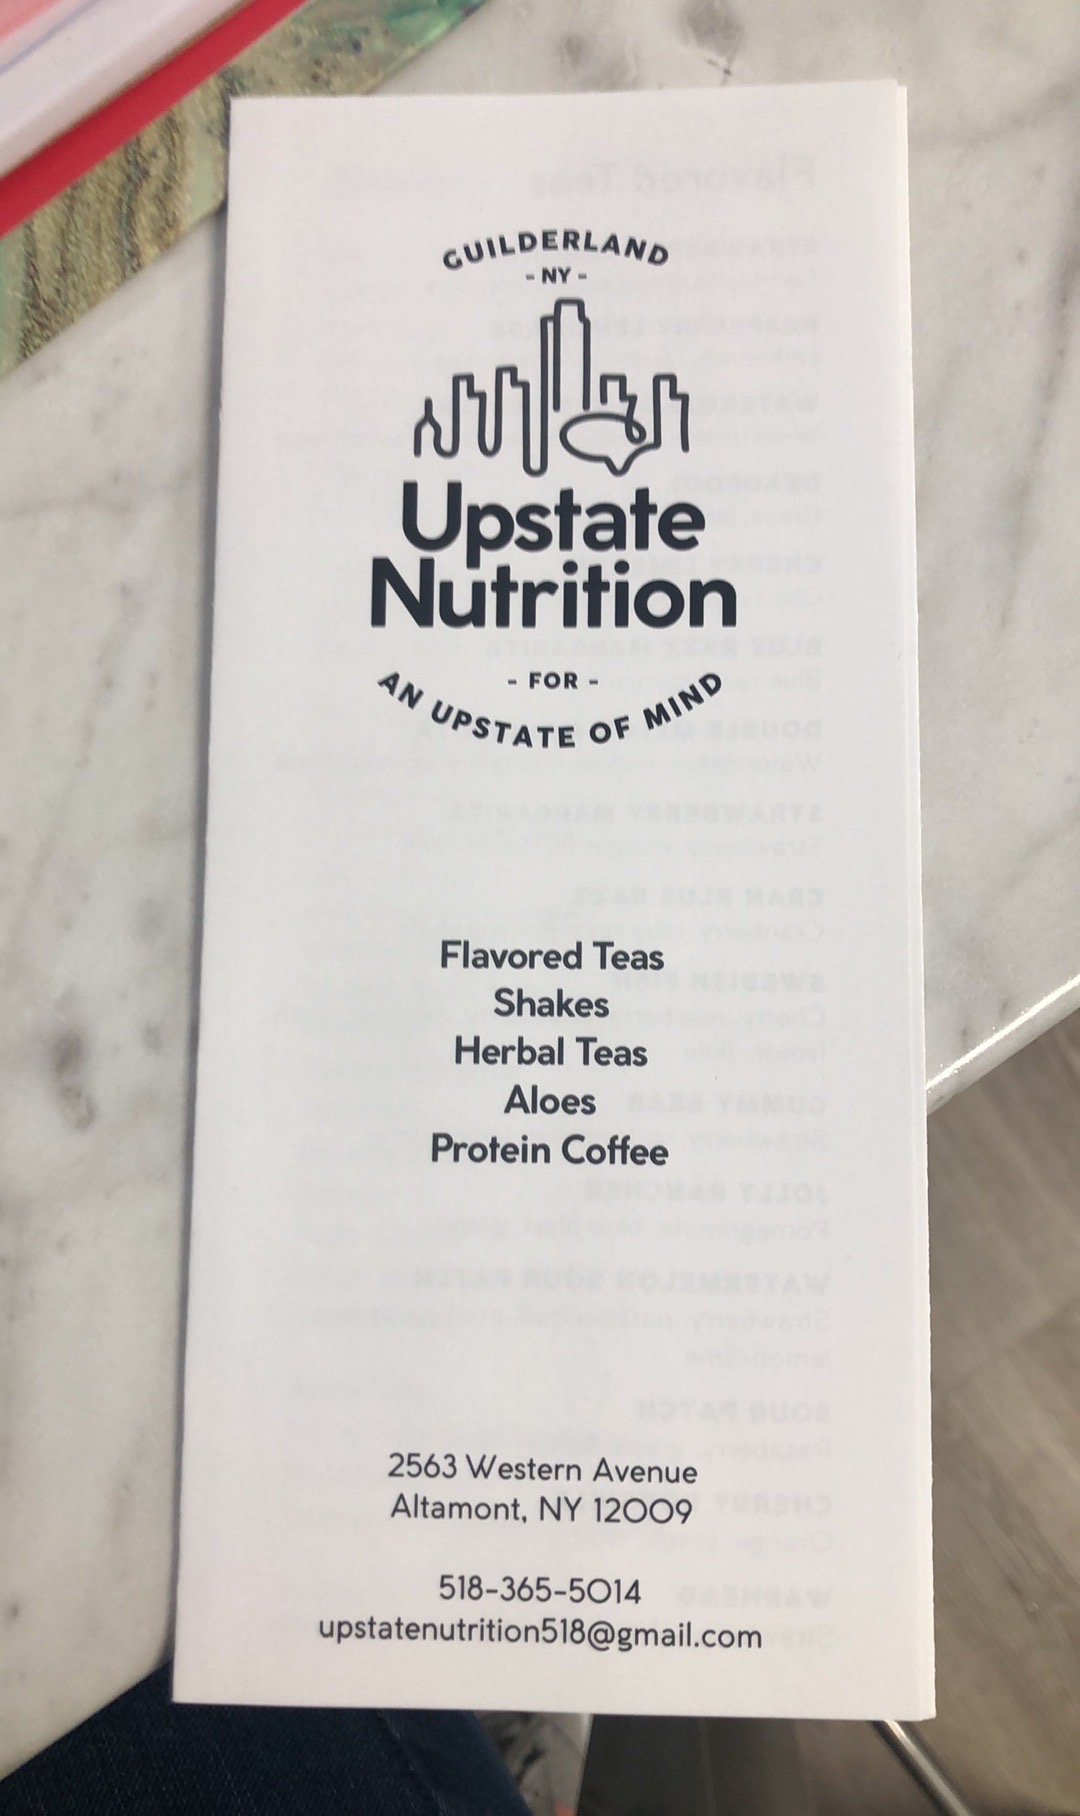 GUILDERLAND
- NY -
Upstate
Nutrition
- FOR -
AN UPSTATE OF MIND
Flavored Teas
Shakes
Herbal Teas
Aloes
Protein Coffee
2563 Western Avenue
Altamont, NY 12009
518-365-5014
upstatenutrition518@gmail.com